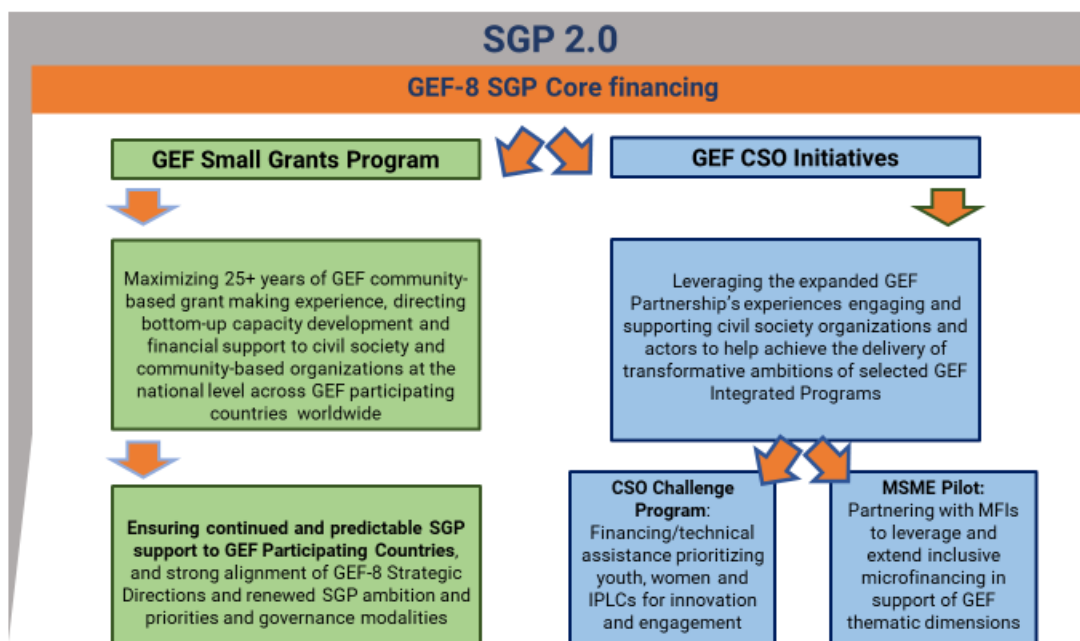 SGP 2.0
GEF-8 SGP Core financing
GEF Small Grants Program
GEF CSO Initiatives
Maximizing 25+ years of GEF community-
based grant making experience, directing
bottom-up capacity development and
financial support to civil society and
community-based organizations at the
national level across GEF participating
countries worldwide
Leveraging the expanded GEF
Partnership's experiences engaging and
supporting civil society organizations and
actors to help achieve the delivery of
transformative ambitions of selected GEF
Integrated Programs
Ensuring continued and predictable SGP
support to GEF Participating Countries,
and strong alignment of GEF-8 Strategic
Directions and renewed SGP ambition and
priorities and governance modalities
CSO Challenge
Program:
Financing/technical
assistance prioritizing
youth, women and
IPLCs for innovation
and engagement
MSME Pilot:
Partnering with MFIs
to leverage and
extend inclusive
microfinancing in
support of GEF
thematic dimensions